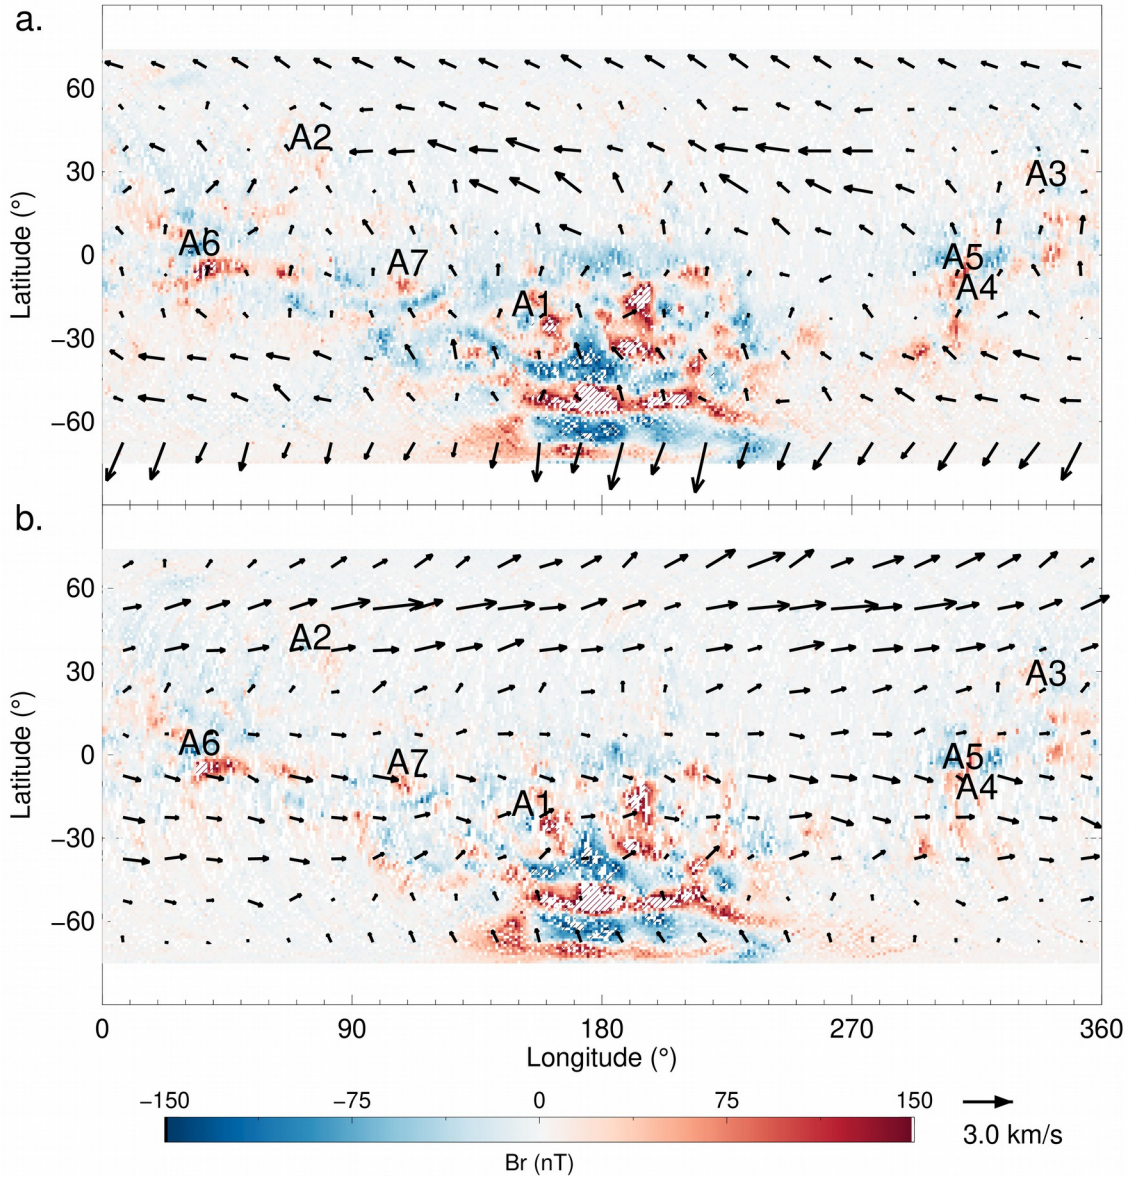 a.
60
30
0
−30
−60
Latitude (°)
A2
A3
A6
A7
A5
A4
A1
b.
60
30
0
−30
−60
Latitude (°)
A2
A3
A6
A7
A5
A4
A1
0 90 180 270 360
Longitude (°)
−150 −75 0 75 150
3.0 km/s
Br (nT)